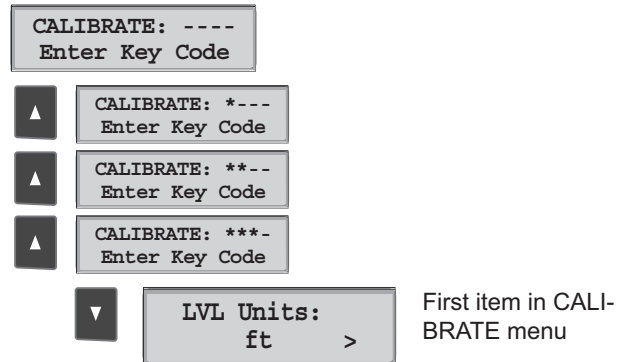 CALIBRATE: ----
Enter Key Code
CALIBRATE: *---
Enter Key Code
CALIBRATE: **--
Enter Key Code
CALIBRATE: ***-
Enter Key Code
LVL Units:
ft >
First item in CALI-
BRATE menu